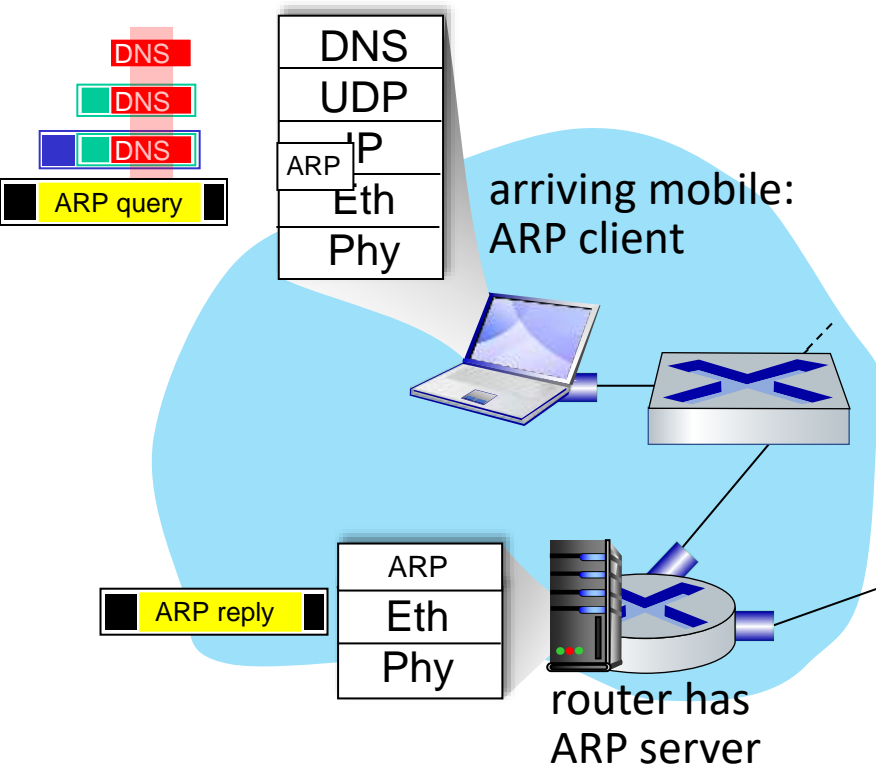 DNS
DNS
DNS
ARP query
DNS
UDP
IP
ARP
Eth
Phy
arriving mobile:
ARP client
ARP reply
ARP
Eth
Phy
router has
ARP server